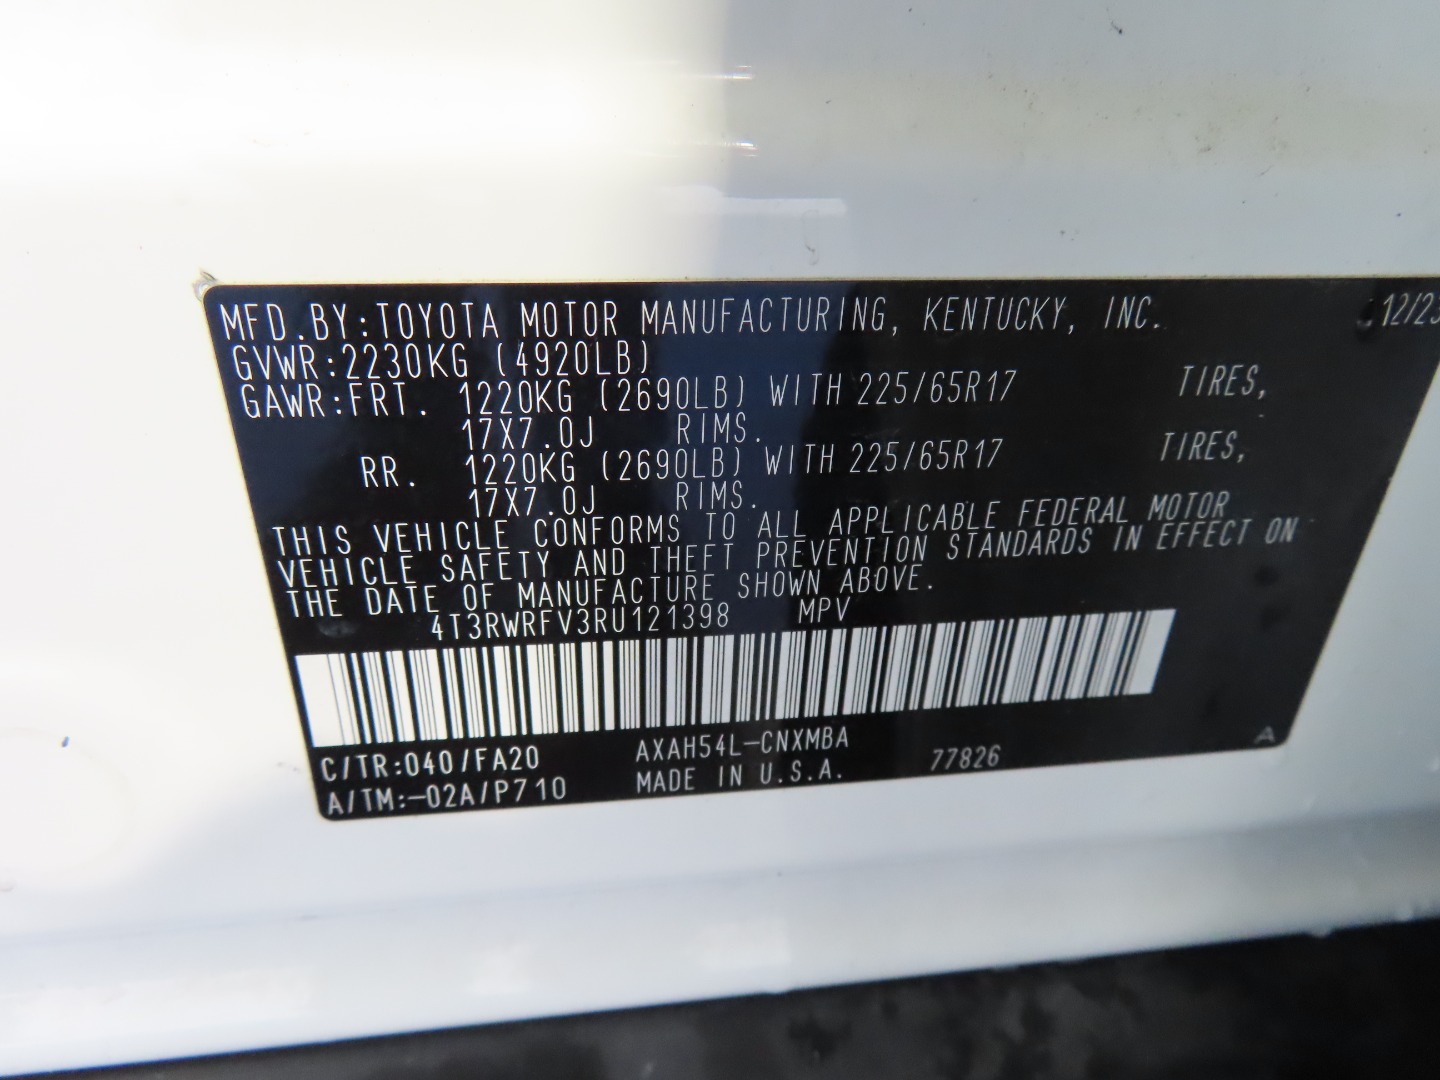 MFD.BY:TOYOTA MOTOR MANUFACTURING, KENTUCKY, INC. 12/23
GVWR:2230KG (4920LB)
GAWR:FRT. 1220KG (2690LB) WITH 225/65R17 TIRES,
17X7.0J RIMS.
RR. 1220KG (2690LB) WITH 225/65R17 TIRES,
17X7.0J RIMS.
THIS VEHICLE CONFORMS TO ALL APPLICABLE FEDERAL MOTOR
VEHICLE SAFETY AND THEFT PREVENTION STANDARDS IN EFFECT ON
THE DATE OF MANUFACTURE SHOWN ABOVE.
4T3RWRFV3RU121398 MPV
C/TR:040/FA20 AXAH54L-CNXMBA
A/TM:-02A/P710 MADE IN U.S.A. 77826 A